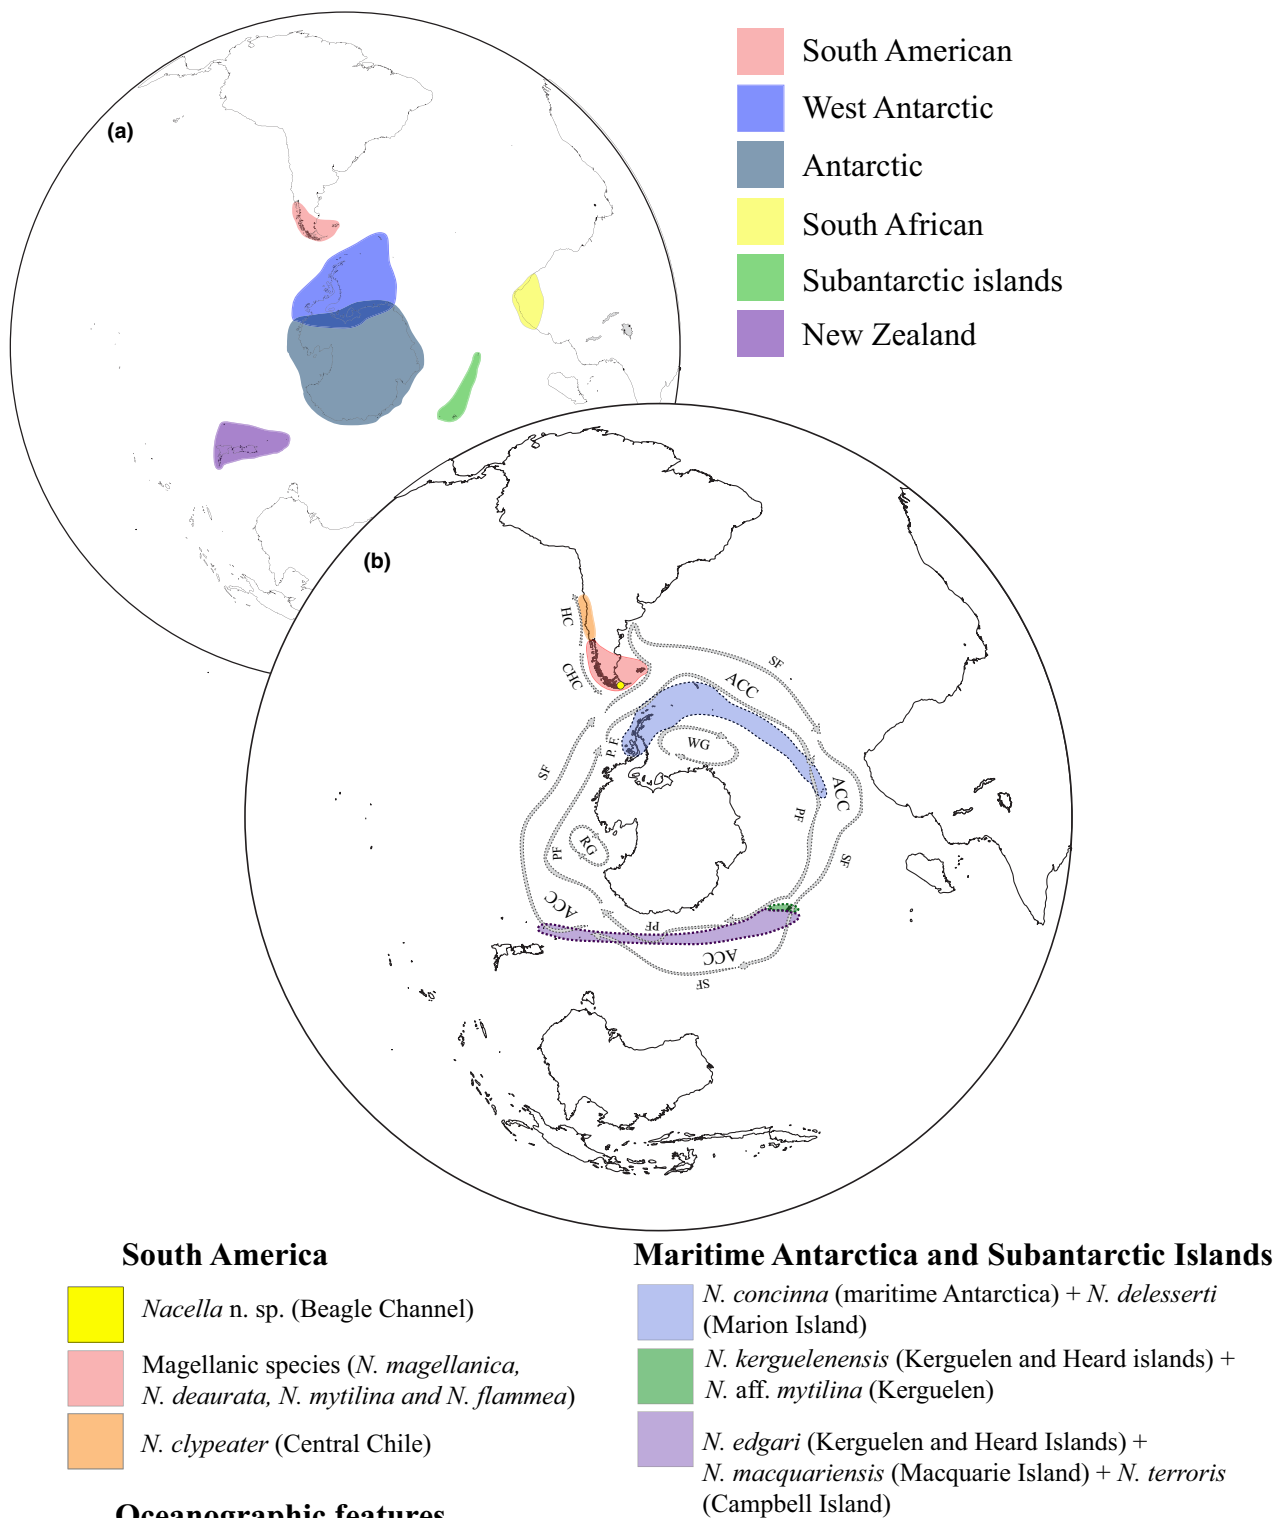 (a)
South American
West Antarctic
Antarctic
South African
Subantarctic islands
New Zealand
(b)
HC
CHC
SF
ACC
WG
P. F.
SF
ACC
PF
SF
RG
PF
ACC
PF
ACC
SF
South America
Nacella n. sp. (Beagle Channel)
Magellanic species (N. magellanica,
N. deaurata, N. mytilina and N. flammea)
N. clypeater (Central Chile)
Oceanographic features
Maritime Antarctica and Subantarctic Islands
N. concinna (maritime Antarctica) + N. delesserti
(Marion Island)
N. kerguelenensis (Kerguelen and Heard islands) +
N. aff. mytilina (Kerguelen)
N. edgari (Kerguelen and Heard Islands) +
N. macquariensis (Macquarie Island) + N. terroris
(Campbell Island)